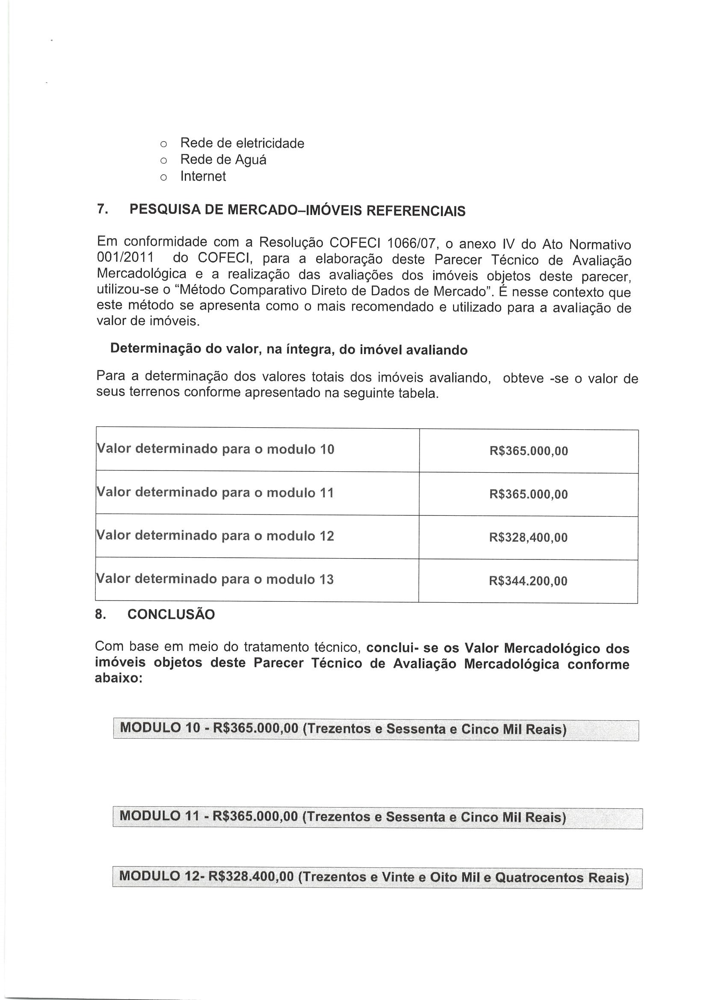 o Rede de eletricidade
o Rede de Aguá
o Internet
7. PESQUISA DE MERCADO–IMÓVEIS REFERENCIAIS
Em conformidade com a Resolução COFECI 1066/07, o anexo IV do Ato Normativo
001/2011 do COFECI, para a elaboração deste Parecer Técnico de Avaliação
Mercadológica e a realização das avaliações dos imóveis objetos deste parecer,
utilizou-se o “Método Comparativo Direto de Dados de Mercado”. É nesse contexto que
este método se apresenta como o mais recomendado e utilizado para a avaliação de
valor de imóveis.
Determinação do valor, na íntegra, do imóvel avaliando
Para a determinação dos valores totais dos imóveis avaliando, obteve -se o valor de
seus terrenos conforme apresentado na seguinte tabela.
Valor determinado para o modulo 10 R$365.000,00
Valor determinado para o modulo 11 R$365.000,00
Valor determinado para o modulo 12 R$328,400,00
Valor determinado para o modulo 13 R$344.200,00
8. CONCLUSÃO
Com base em meio do tratamento técnico, conclui- se os Valor Mercadológico dos
imóveis objetos deste Parecer Técnico de Avaliação Mercadológica conforme
abaixo:
MODULO 10 - R$365.000,00 (Trezentos e Sessenta e Cinco Mil Reais)
MODULO 11 - R$365.000,00 (Trezentos e Sessenta e Cinco Mil Reais)
MODULO 12- R$328.400,00 (Trezentos e Vinte e Oito Mil e Quatrocentos Reais)